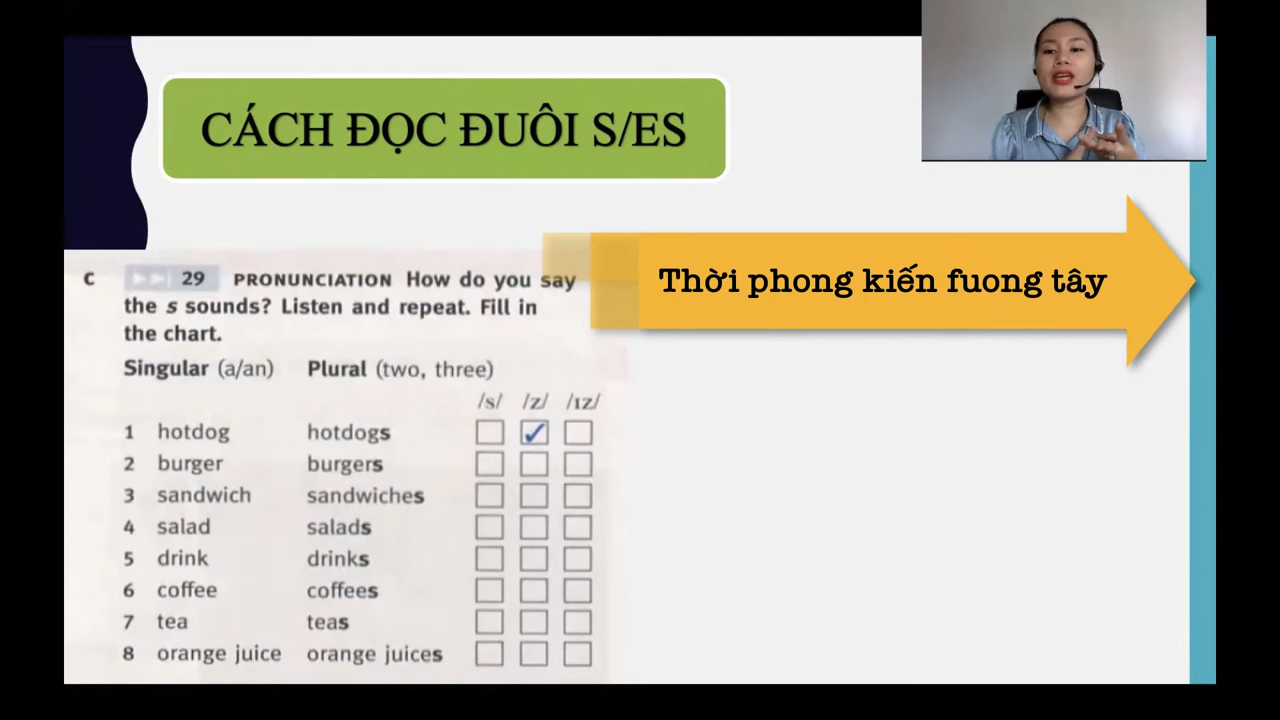 CÁCH ĐỌC ĐUÔI S/ES
Thời phong kiến fuong tây
C 29 PRONUNCIATION How do you say
the s sounds? Listen and repeat. Fill in
the chart.
Singular (a/an) Plural (two, three)
/s/ /z/ /ɪz/
1 hotdog hotdogs ✓
2 burger burgers
3 sandwich sandwiches
4 salad salads
5 drink drinks
6 coffee coffees
7 tea teas
8 orange juice orange juices